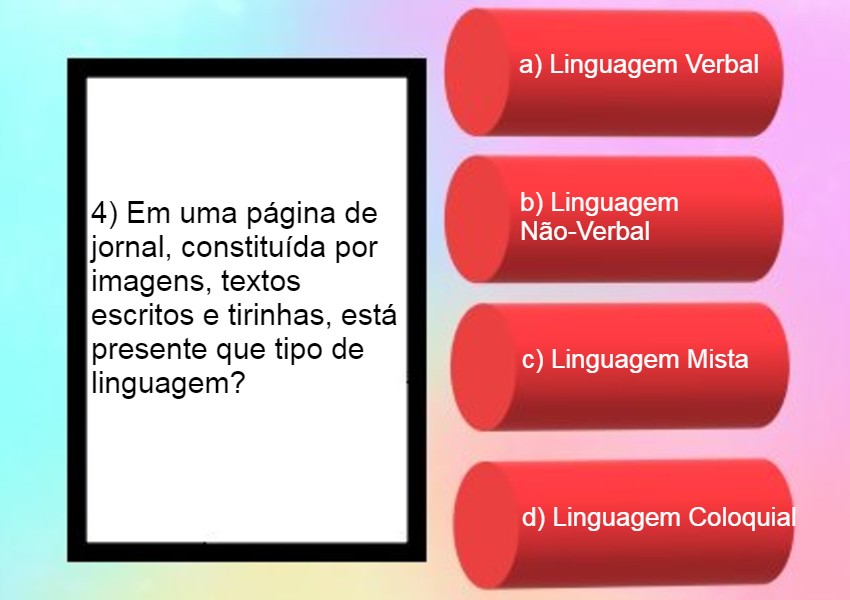 4) Em uma página de
jornal, constituída por
imagens, textos
escritos e tirinhas, está
presente que tipo de
linguagem?
a) Linguagem Verbal
b) Linguagem
Não-Verbal
c) Linguagem Mista
d) Linguagem Coloquial